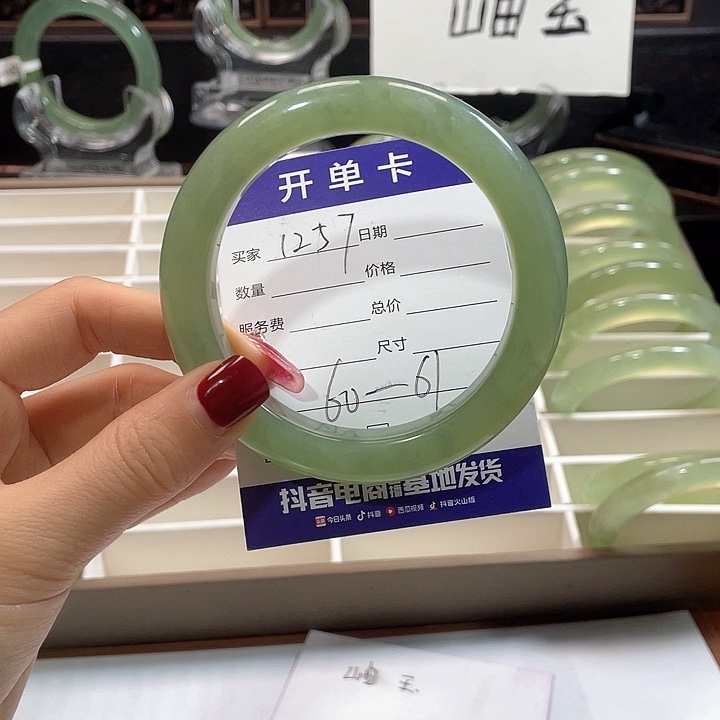 岫玉
开单卡
买家 1257 日期
数量 价格
服务费 总价
尺寸
60—61
抖音电商直播基地发货
今日头条 抖音 西瓜视频 抖音火山版
岫玉